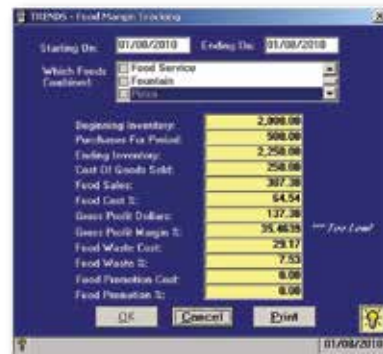 TRENDS - Food Margin Tracking
Starting On: 01/08/2010 Ending On: 01/08/2010
Which Foods Combined: Food Service
Fountain
Pizza
Beginning Inventory: 2,000.00
Purchases For Period: 500.00
Ending Inventory: 2,250.00
Cost Of Goods Sold: 250.00
Food Sales: 387.30
Food Cost %: 64.54
Gross Profit Dollars: 137.30
Gross Profit Margin %: 35.4639 *** Too Low!
Food Waste Cost: 29.17
Food Waste %: 7.53
Food Promotion Cost: 0.00
Food Promotion %: 0.00
OK Cancel Print
01/08/2010